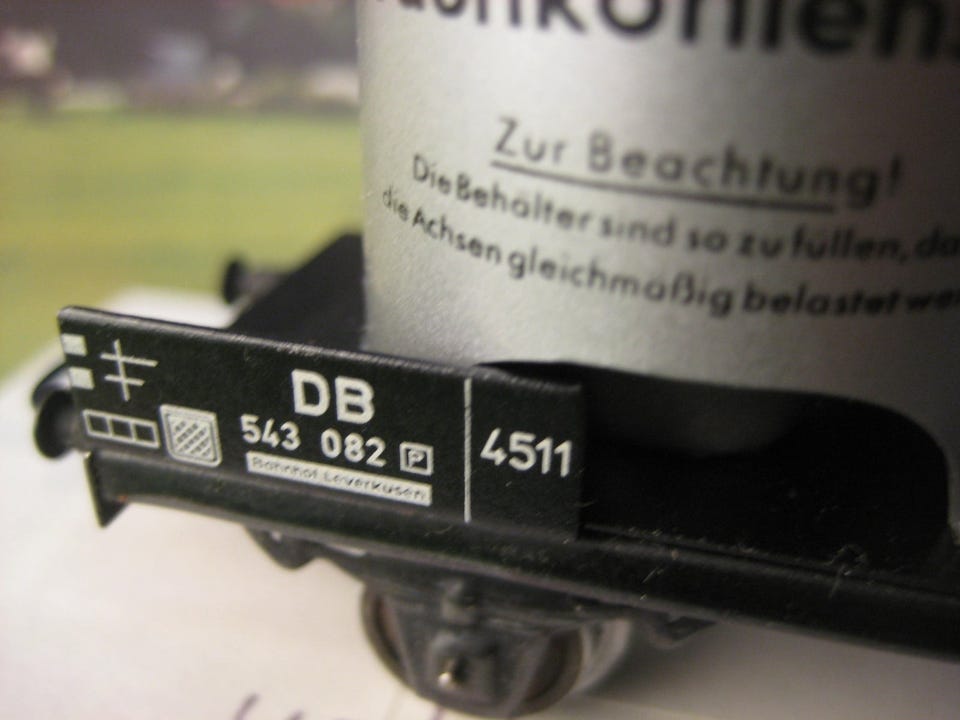 Zur Beachtung!
Die Behälter sind so zu füllen, da
die Achsen gleichmäßig belastet we
DB
543 082 P
Bahnhof Leverkusen
4511